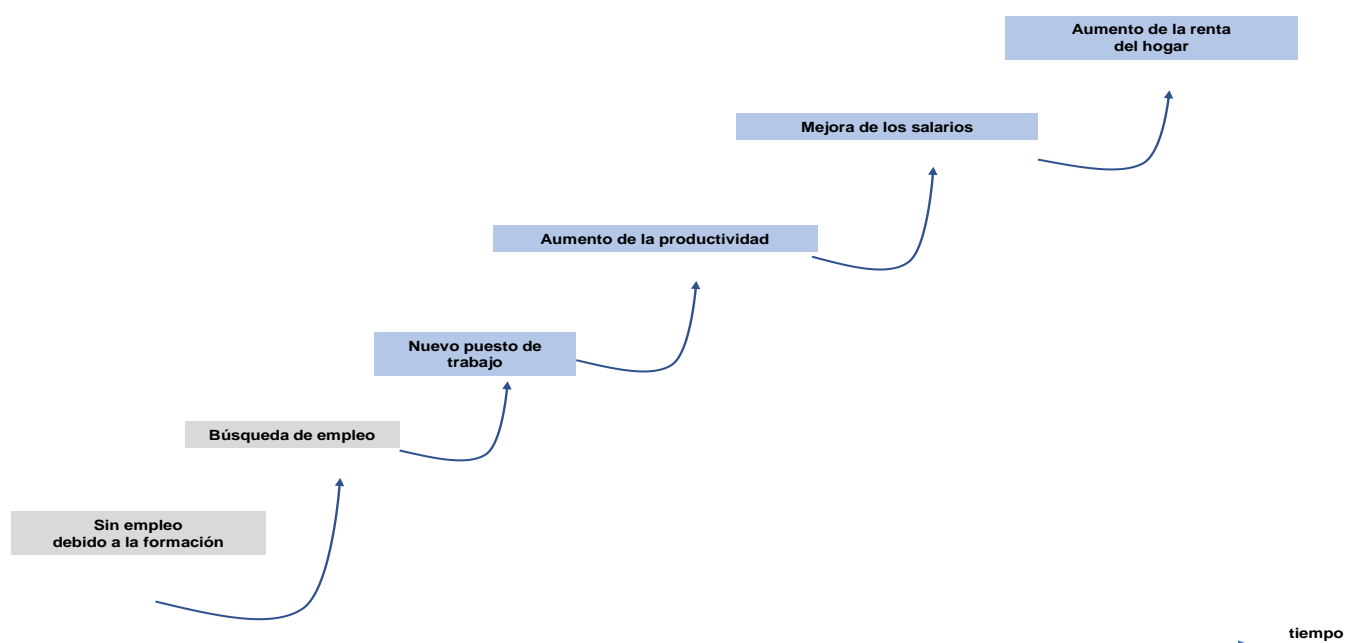 Aumento de la renta
del hogar
Mejora de los salarios
Aumento de la productividad
Nuevo puesto de
trabajo
Búsqueda de empleo
Sin empleo
debido a la formación
tiempo